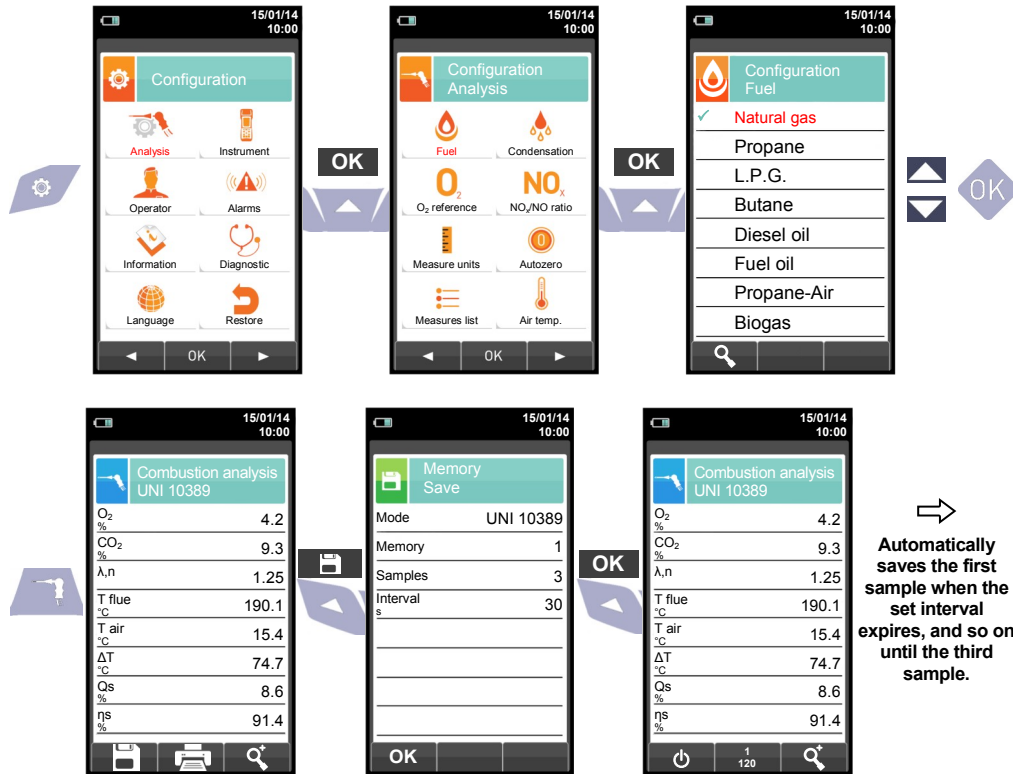 15/01/14
10:00
Configuration
Analysis
Instrument
Operator
Alarms
Information
Diagnostic
Language
Restore
◄ OK ►
OK
15/01/14
10:00
Configuration
Analysis
Fuel
Condensation
O2
NOx
O2 reference
NOx/NO ratio
Measure units
0
Autozero
Measures list
Air temp.
◄ OK ►
OK
15/01/14
10:00
Configuration
Fuel
✓ Natural gas
Propane
L.P.G.
Butane
Diesel oil
Fuel oil
Propane-Air
Biogas
OK
15/01/14
10:00
Combustion analysis
UNI 10389
O2
% 4.2
CO2
% 9.3
λ,n 1.25
T flue
°C 190.1
T air
°C 15.4
ΔT
°C 74.7
Qs
% 8.6
ηs
% 91.4
15/01/14
10:00
Memory
Save
Mode UNI 10389
Memory 1
Samples 3
Interval
s 30
OK
OK
15/01/14
10:00
Combustion analysis
UNI 10389
O2
% 4.2
CO2
% 9.3
λ,n 1.25
T flue
°C 190.1
T air
°C 15.4
ΔT
°C 74.7
Qs
% 8.6
ηs
% 91.4
1
120
⇨
Automatically
saves the first
sample when the
set interval
expires, and so on
until the third
sample.